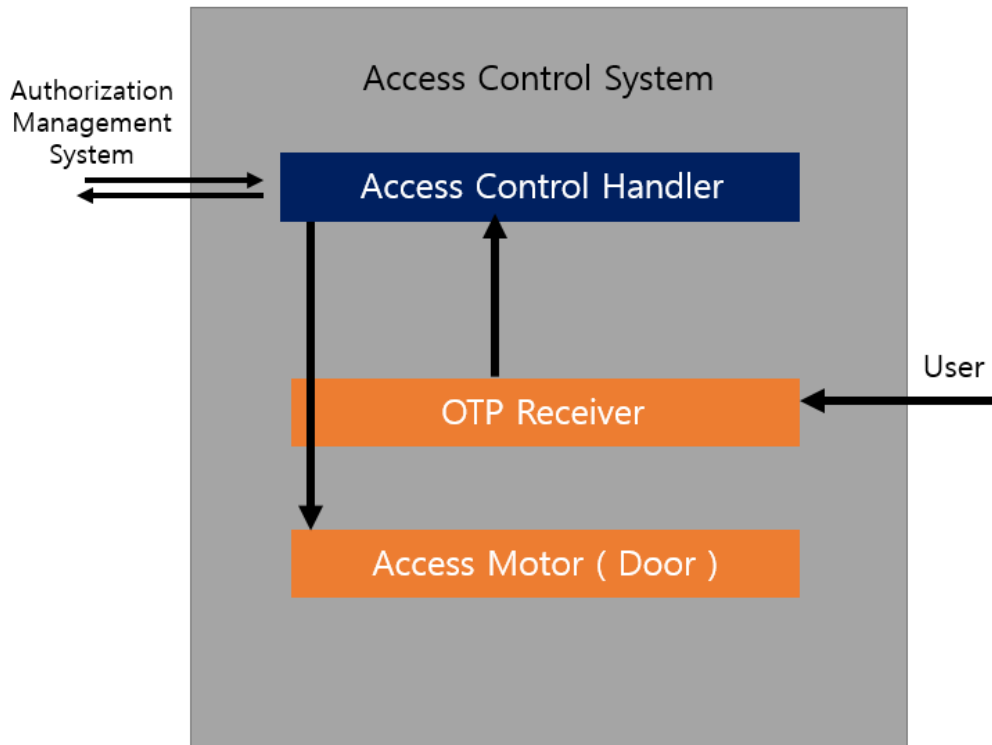 Access Control System
Authorization
Management
System
Access Control Handler
User
OTP Receiver
Access Motor ( Door )